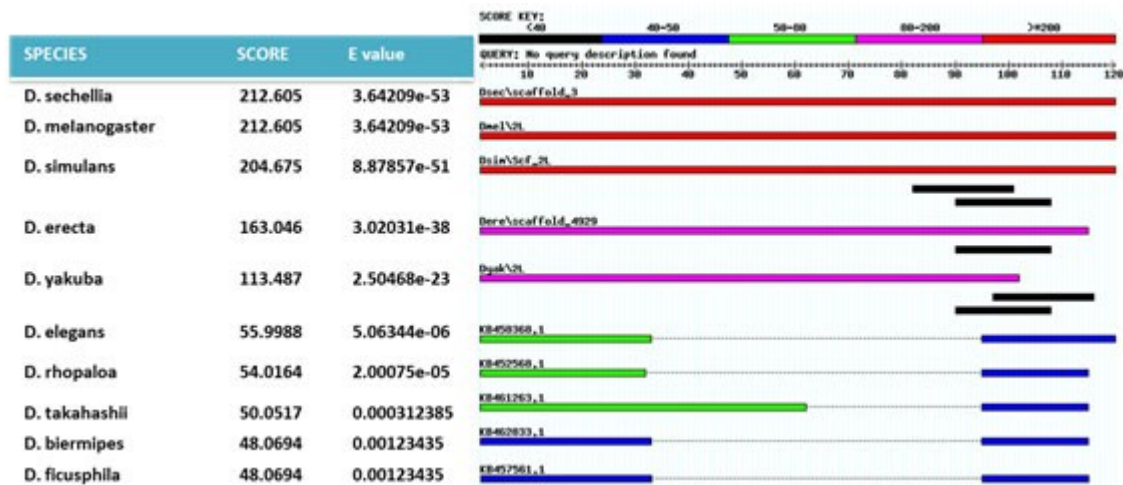 SCORE KEY:
<40 40-50 50-80 80-200 >=200
SPECIES SCORE E value
QUERY: No query description found
10 20 30 40 50 60 70 80 90 100 110 120
D. sechellia 212.605 3.64209e-53
Dsec\scaffold_3
D. melanogaster 212.605 3.64209e-53
Dmel\2L
D. simulans 204.675 8.87857e-51
Dsim\Scf_2L
D. erecta 163.046 3.02031e-38
Dere\scaffold_4929
D. yakuba 113.487 2.50468e-23
Dyak\2L
D. elegans 55.9988 5.06344e-06
KB458368.1
D. rhopaloa 54.0164 2.00075e-05
KB452568.1
D. takahashii 50.0517 0.000312385
KB461263.1
D. biermipes 48.0694 0.00123435
KB462833.1
D. ficusphila 48.0694 0.00123435
KB457561.1